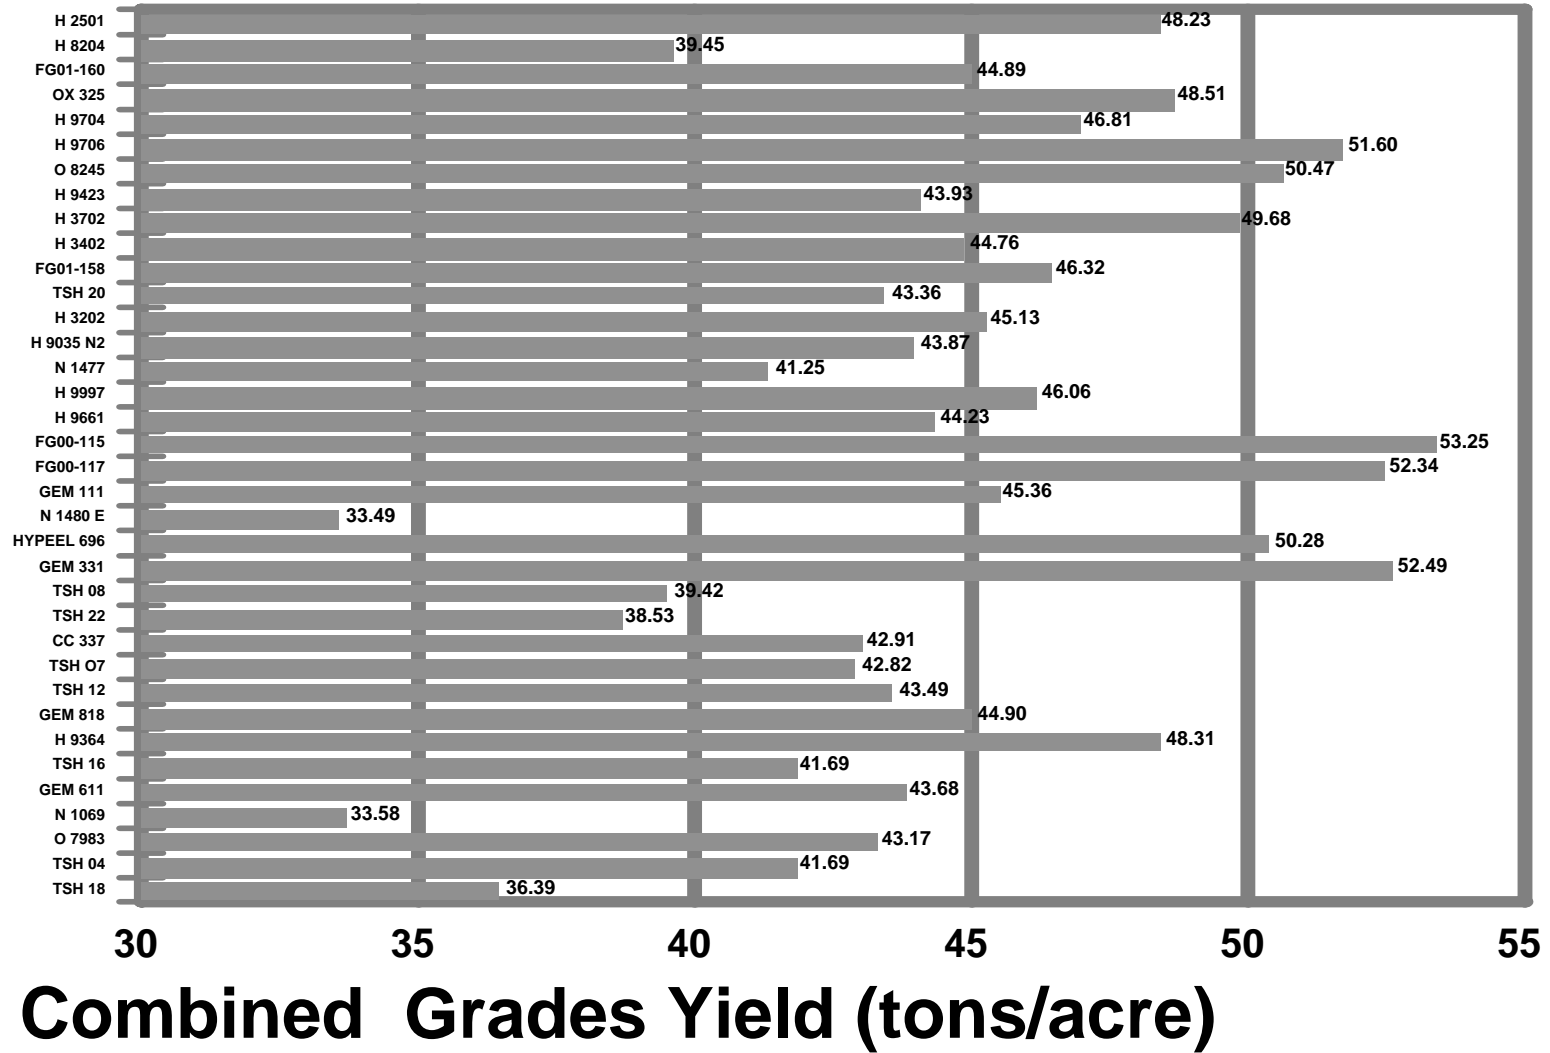 H 2501 48.23
H 8204 39.45
FG01-160 44.89
OX 325 48.51
H 9704 46.81
H 9706 51.60
O 8245 50.47
H 9423 43.93
H 3702 49.68
H 3402 44.76
FG01-158 46.32
TSH 20 43.36
H 3202 45.13
H 9035 N2 43.87
N 1477 41.25
H 9997 46.06
H 9661 44.23
FG00-115 53.25
FG00-117 52.34
GEM 111 45.36
N 1480 E 33.49
HYPEEL 696 50.28
GEM 331 52.49
TSH 08 39.42
TSH 22 38.53
CC 337 42.91
TSH O7 42.82
TSH 12 43.49
GEM 818 44.90
H 9364 48.31
TSH 16 41.69
GEM 611 43.68
N 1069 33.58
O 7983 43.17
TSH 04 41.69
TSH 18 36.39
30 35 40 45 50 55
Combined Grades Yield (tons/acre)